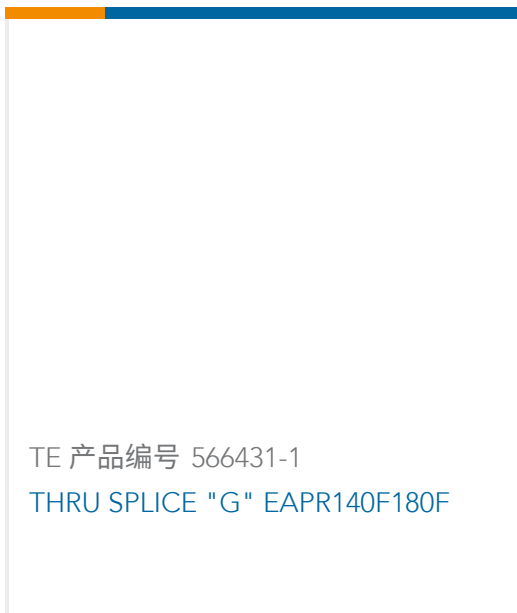 TE 产品编号 566431-1
THRU SPLICE "G" EAPR140F180F